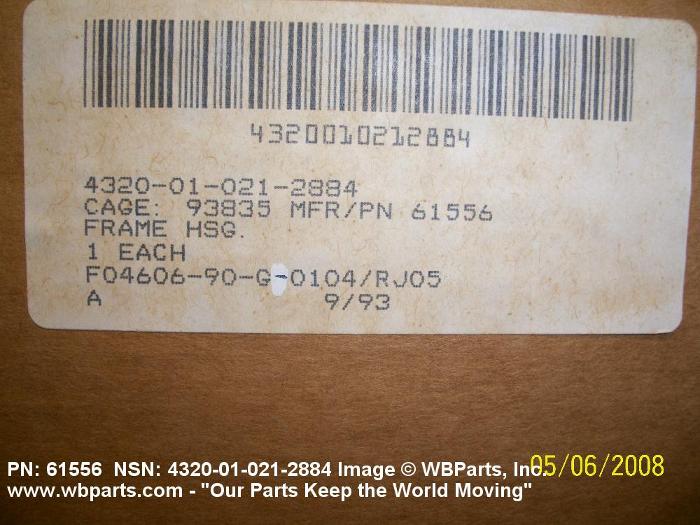 4320010212884
4320-01-021-2884
CAGE: 93835 MFR/PN 61556
FRAME HSG.
1 EACH
F04606-90-G-0104/RJ05
A 9/93
PN: 61556 NSN: 4320-01-021-2884 Image © WBParts, Inc. 05/06/2008
www.wbparts.com - "Our Parts Keep the World Moving"